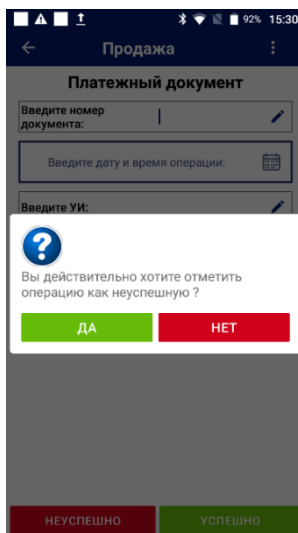 92% 15:30
Продажа
Платежный документ
Введите номер
документа:
Введите дату и время операции:
Введите УИ:
?
Вы действительно хотите отметить
операцию как неуспешную ?
ДА
НЕТ
НЕУСПЕШНО
УСПЕШНО